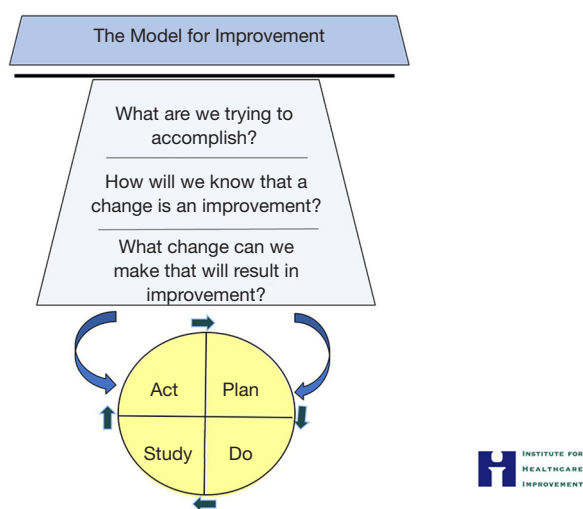 The Model for Improvement
What are we trying to
accomplish?
How will we know that a
change is an improvement?
What change can we
make that will result in
improvement?
Act
Plan
Study
Do
INSTITUTE FOR
HEALTHCARE
IMPROVEMENT